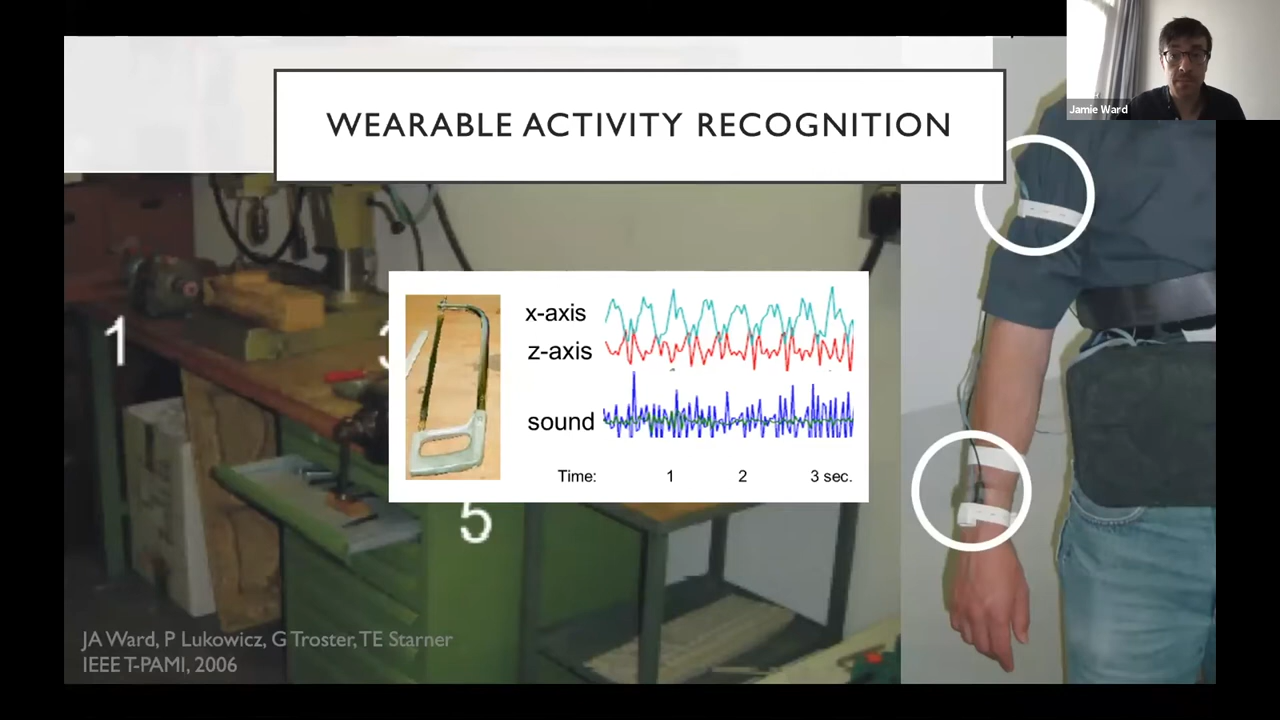 Jamie Ward
WEARABLE ACTIVITY RECOGNITION
1
3
x-axis
z-axis
sound
Time: 1 2 3 sec.
5
JA Ward, P Lukowicz, G Troster, TE Starner
IEEE T-PAMI, 2006